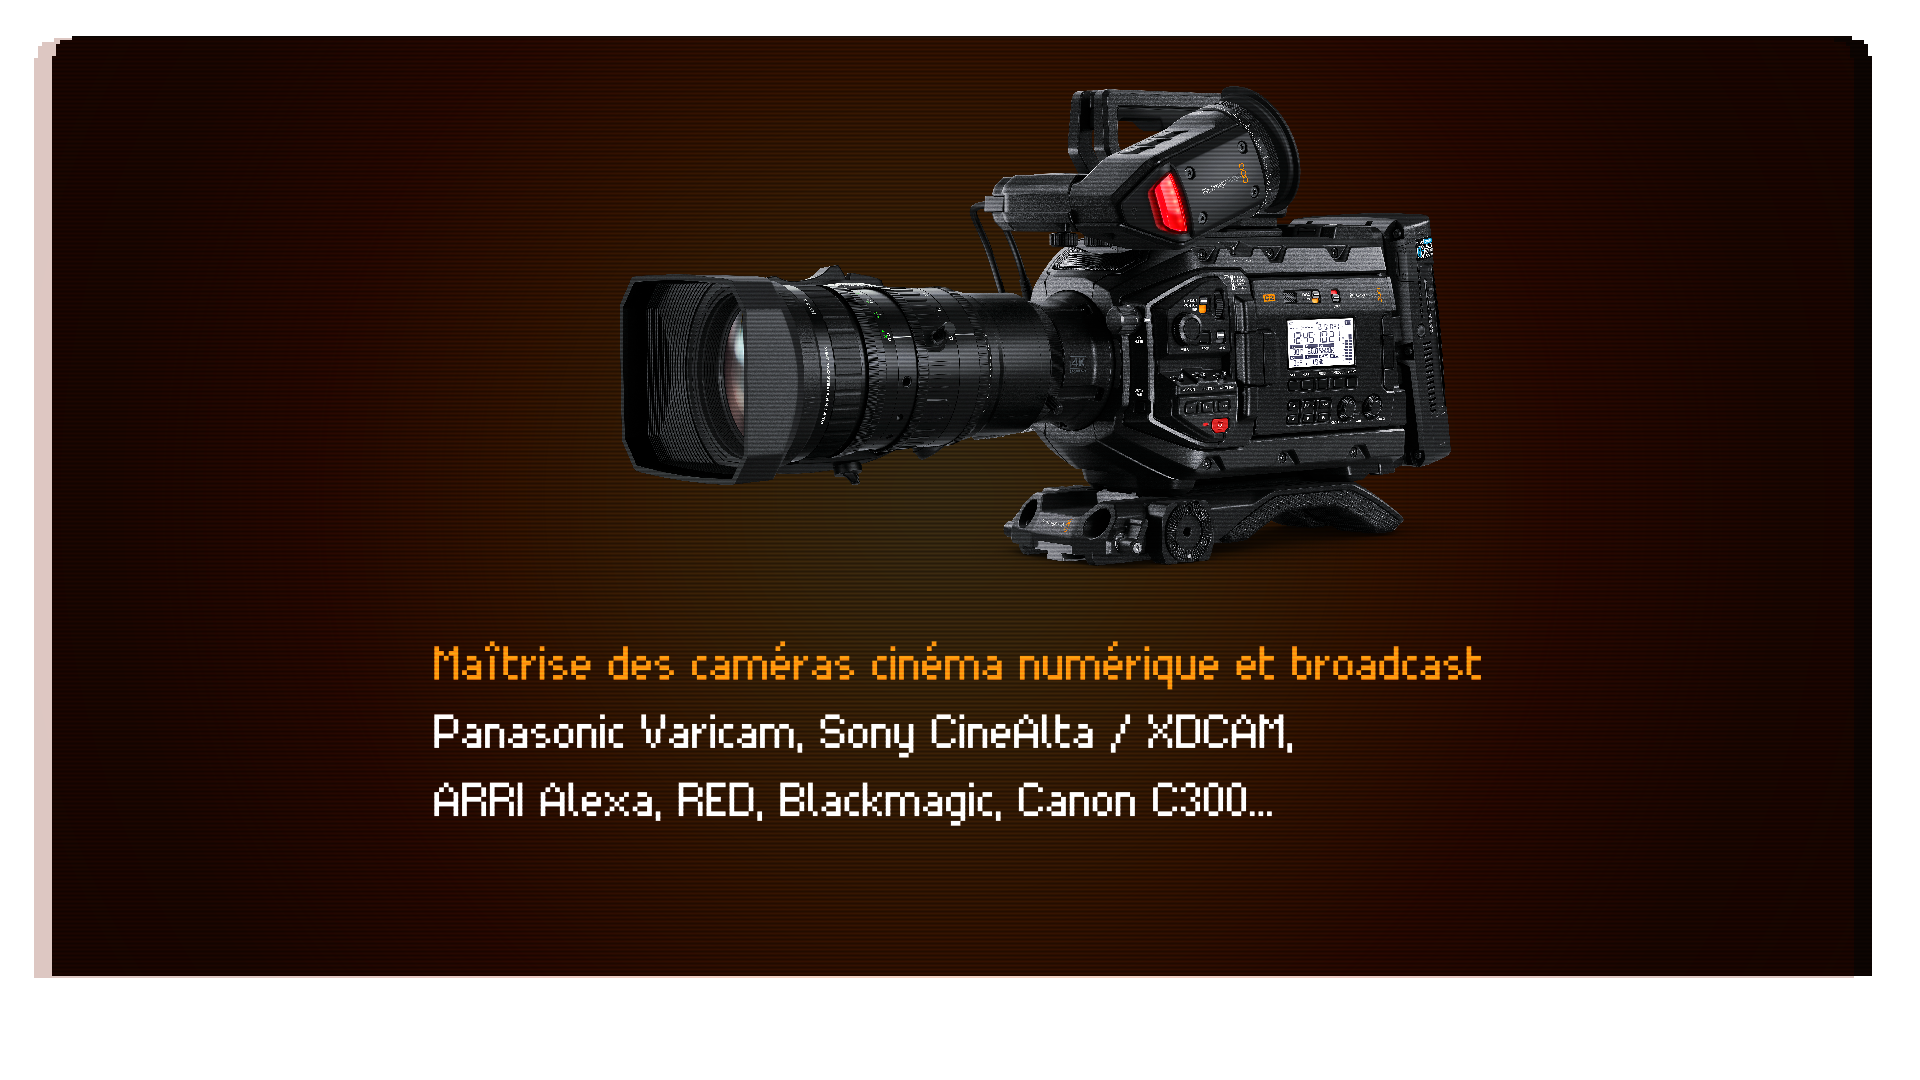 Maîtrise des caméras cinéma numérique et broadcast
Panasonic Varicam, Sony CineAlta / XDCAM,
ARRI Alexa, RED, Blackmagic, Canon C300...